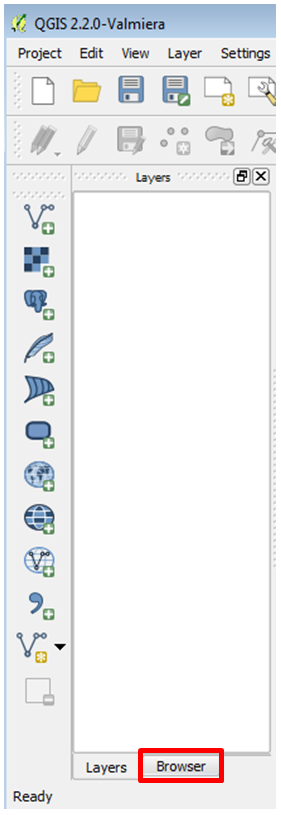 QGIS 2.2.0-Valmiera
Project Edit View Layer Settings
Layers
Layers Browser
Ready